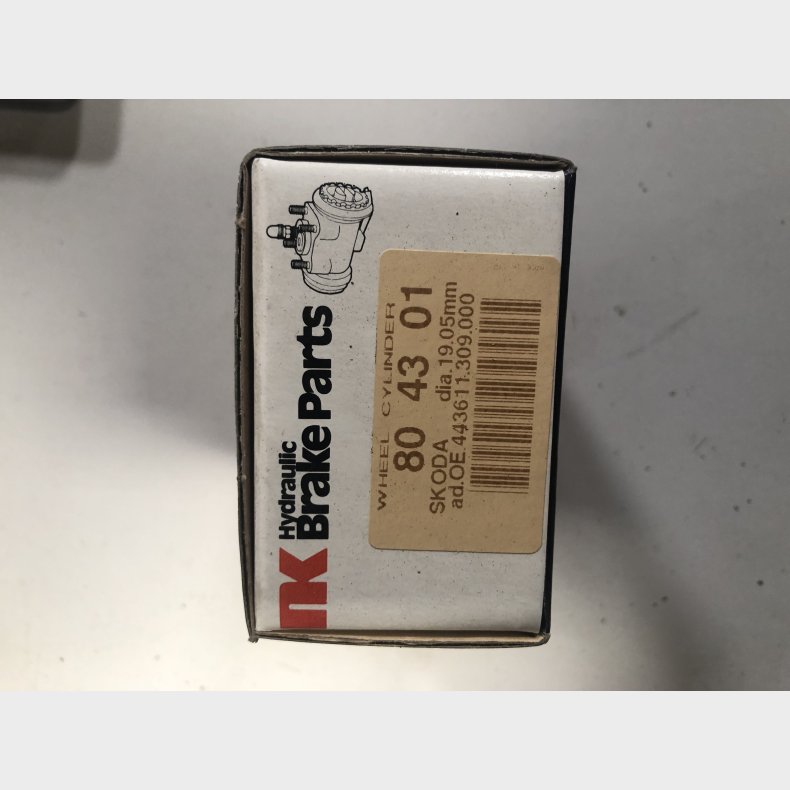 NK
Hydraulic
Brake Parts
WHEEL CYLINDER
80 43 01
SKODA dia.19.05mm
ad.OE.443611.309.000